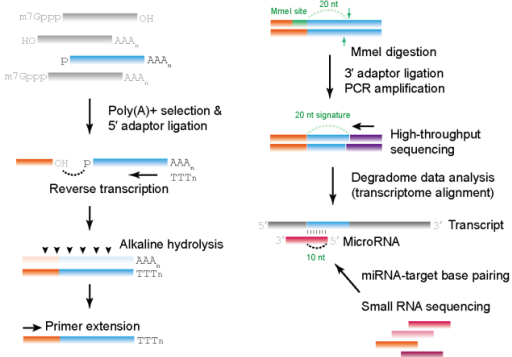 m7Gppp OH
HO AAAn
p AAAn
m7Gppp AAAn
Poly(A)+ selection &
5′ adaptor ligation
OH p AAAn
TTTn
Reverse transcription
Alkaline hydrolysis
AAAn
TTTn
Primer extension
TTTn
MmeI site 20 nt
MmeI digestion
3′ adaptor ligation
PCR amplification
20 nt signature
High-throughput
sequencing
Degradome data analysis
(transcriptome alignment)
5′ 3′ Transcript
3′ 5′ MicroRNA
10 nt
miRNA-target base pairing
Small RNA sequencing